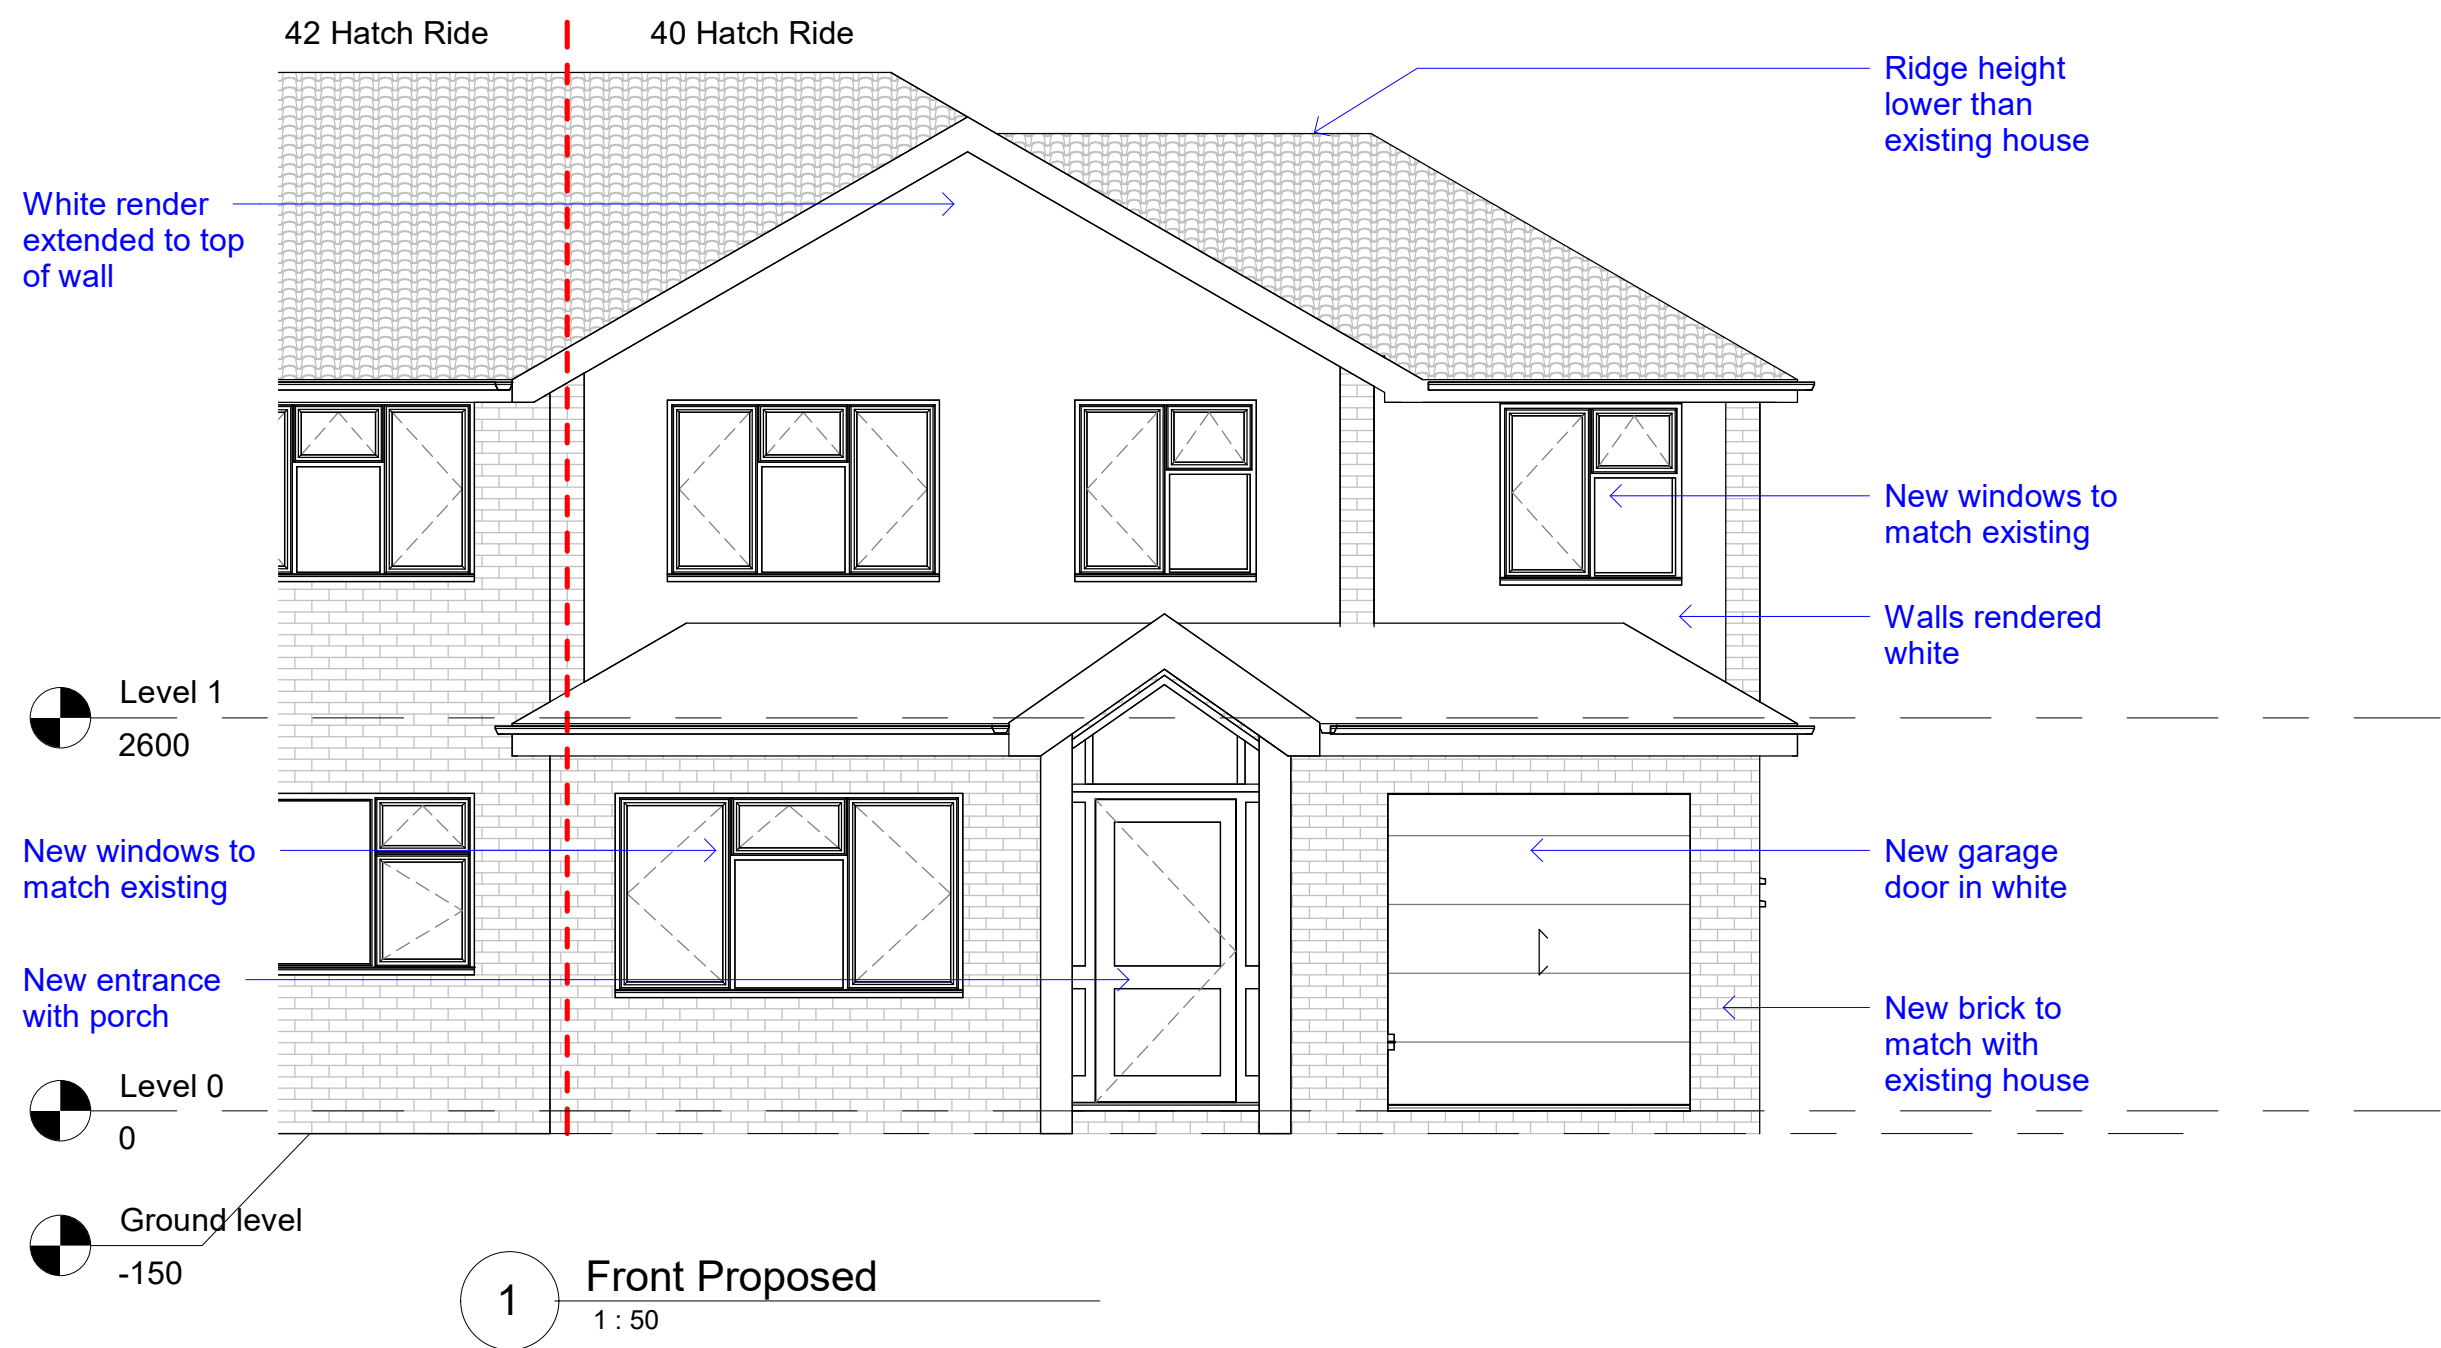 42 Hatch Ride
40 Hatch Ride
Ridge height
lower than
existing house
White render
extended to top
of wall
New windows to
match existing
Walls rendered
white
Level 1
2600
New windows to
match existing
New garage
door in white
New entrance
with porch
New brick to
match with
existing house
Level 0
0
Ground level
-150
1
Front Proposed
1 : 50